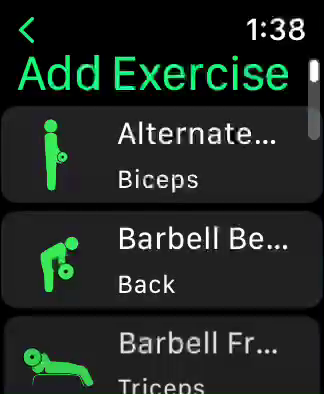 1:38
Add Exercise
Alternate...
Biceps
Barbell Be...
Back
Barbell Fr...
Triceps